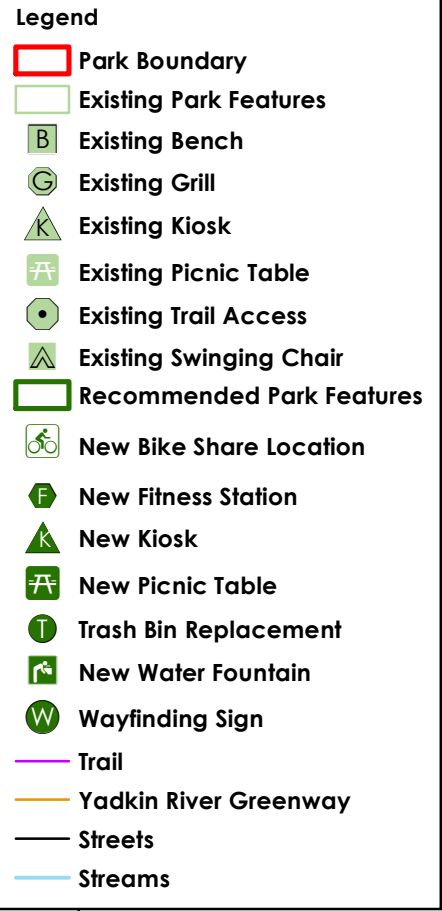 Legend
Park Boundary
Existing Park Features
B Existing Bench
G Existing Grill
K Existing Kiosk
Existing Picnic Table
Existing Trail Access
Existing Swinging Chair
Recommended Park Features
New Bike Share Location
F New Fitness Station
K New Kiosk
New Picnic Table
T Trash Bin Replacement
New Water Fountain
W Wayfinding Sign
Trail
Yadkin River Greenway
Streets
Streams